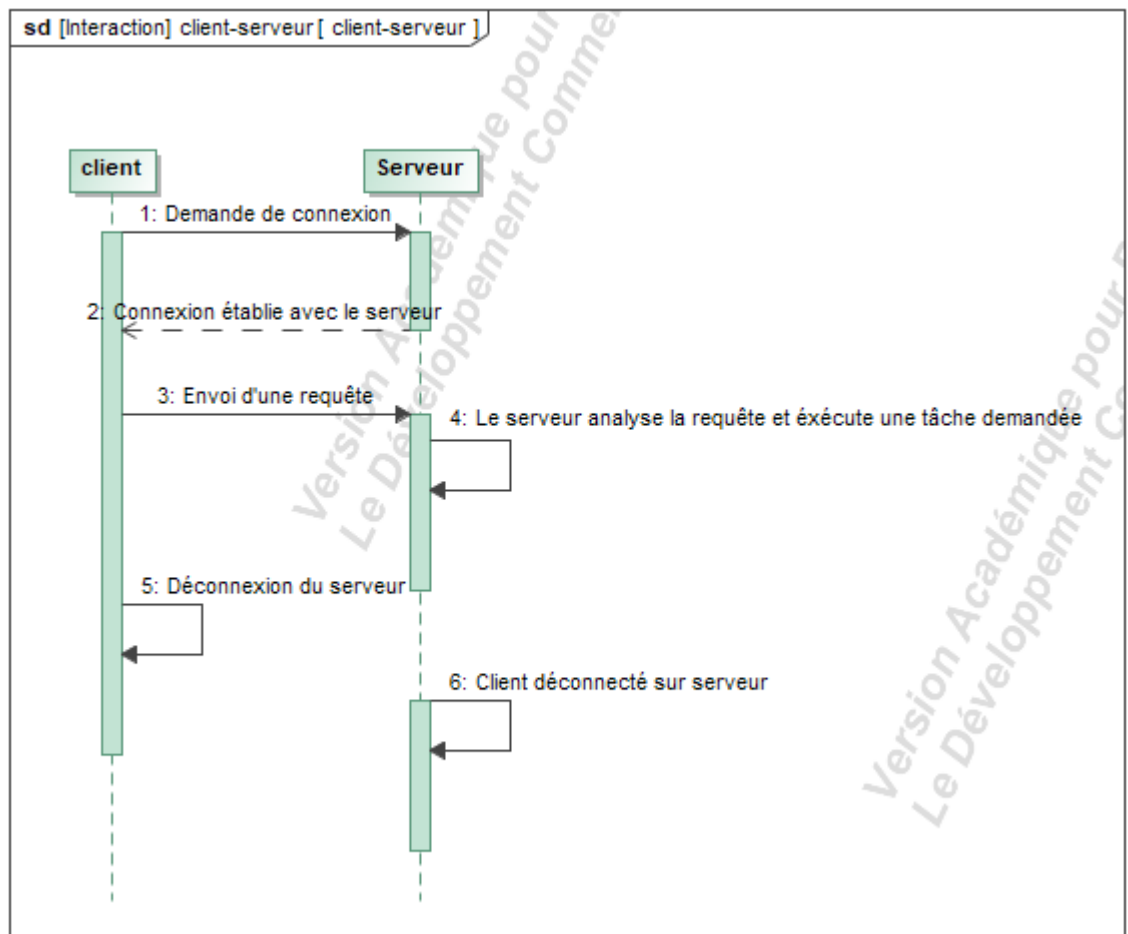 sd [Interaction] client-serveur[ client-serveur ]
client
Serveur
1: Demande de connexion
2: Connexion établie avec le serveur
3: Envoi d'une requête
4: Le serveur analyse la requête et éxécute une tâche demandée
5: Déconnexion du serveur
6: Client déconnecté sur serveur
Version Académique pour
Le Développement Comme
Version Académique pour
Le Développement Co